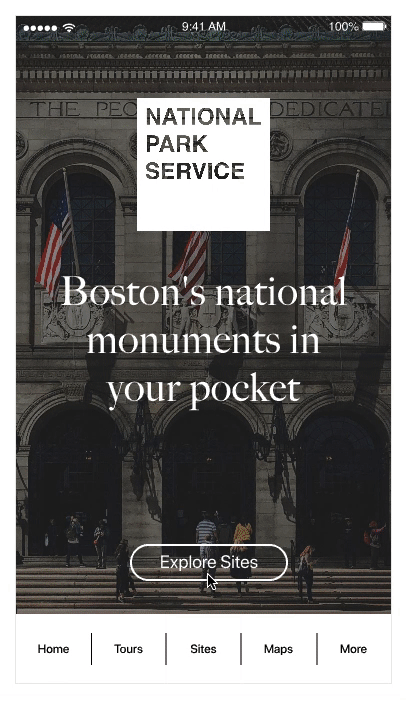 9:41 AM
100%
THE PEO DEDICATE
NATIONAL
PARK
SERVICE
Boston's national
monuments in
your pocket
Explore Sites
Home
Tours
Sites
Maps
More